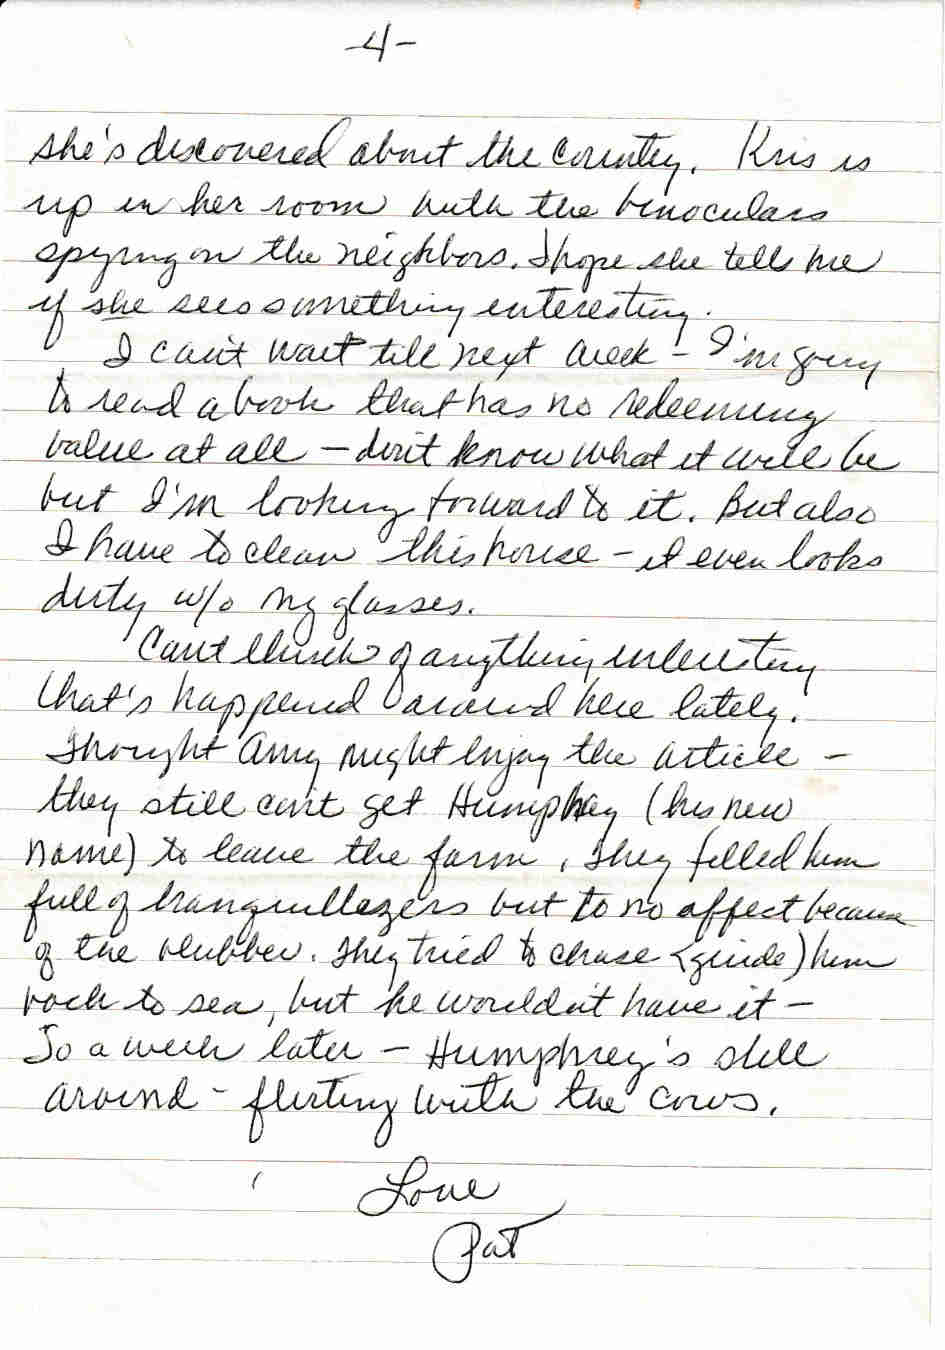 -4-
she's discovered about the country. Kris is
up in her room with the binoculars
spying on the neighbors. I hope she tells me
if she sees something interesting.
I can't wait till next week - I'm going
to read a book that has no redeeming
value at all - don't know what it will be
but I'm looking forward to it. But also
I have to clean this house - it even looks
dirty w/o my glasses.
Can't think of anything interesting
that's happened around here lately.
Thought Amy might enjoy the article -
they still can't get Humphrey (his new
name) to leave the farm. They filled him
full of tranquillezers but to no affect because
of the blubber. They tried to chase (guide) him
back to sea, but he wouldn't have it -
So a week later - Humphrey's still
around - flirting with the cows.
Love
Pat